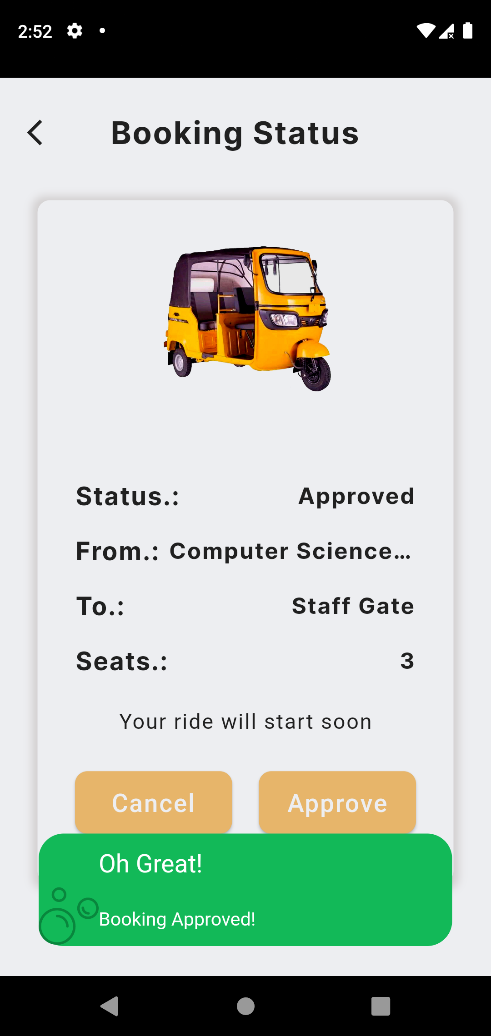 2:52
Booking Status
Status.: Approved
From.: Computer Science...
To.: Staff Gate
Seats.: 3
Your ride will start soon
Cancel Approve
Oh Great!
Booking Approved!